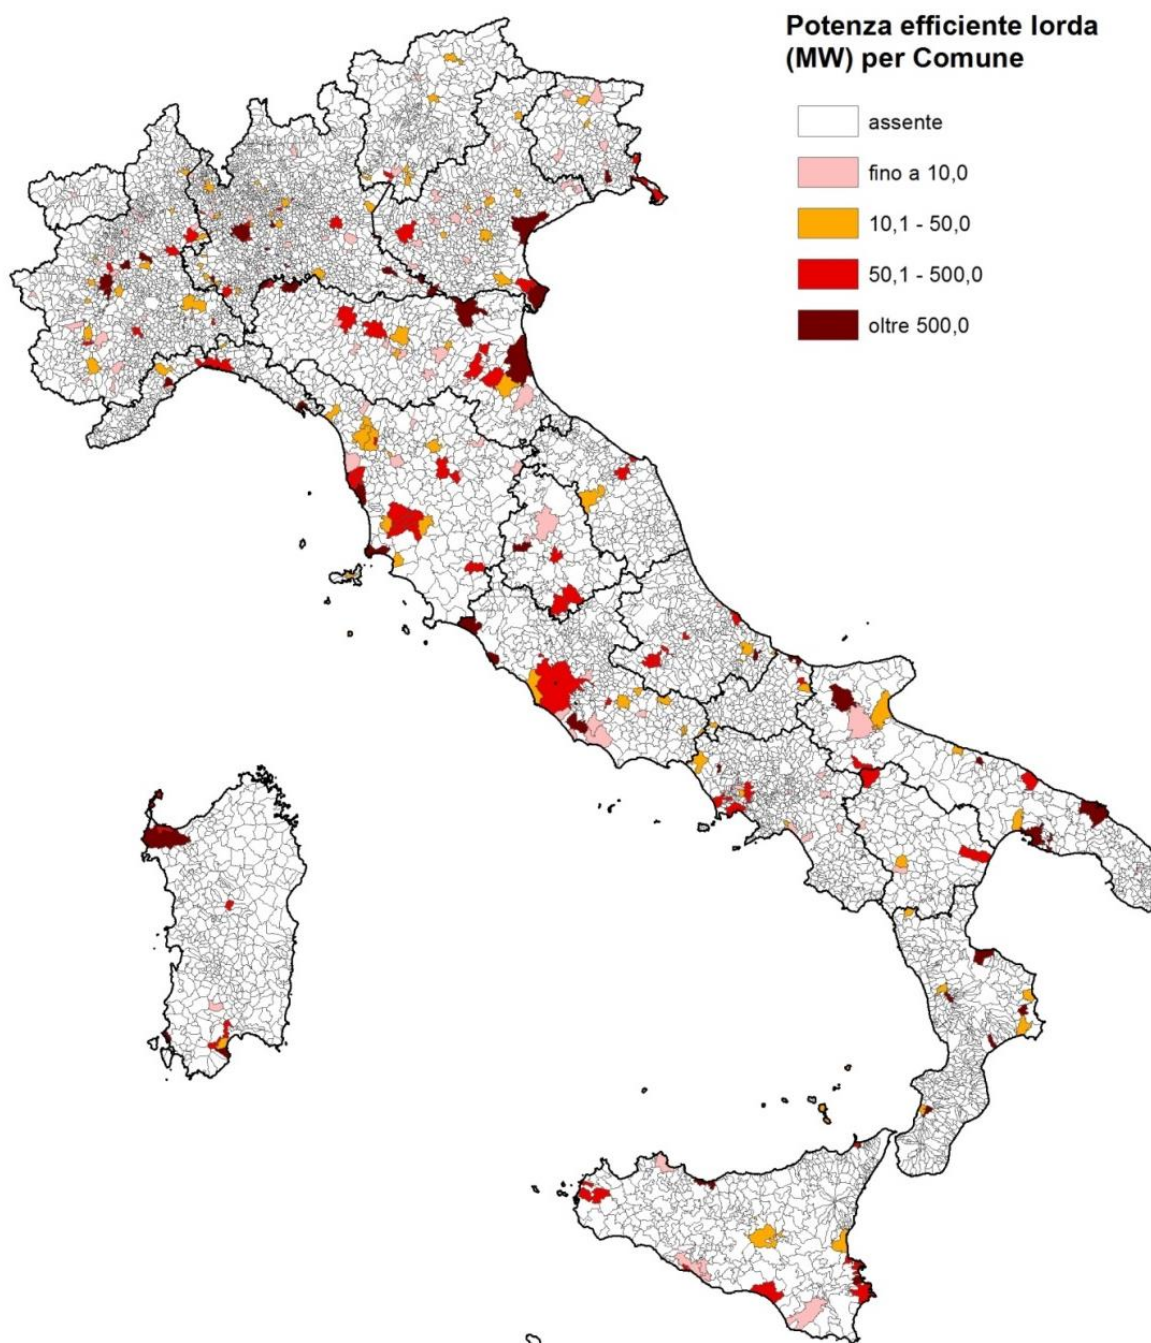 Potenza efficiente lorda
(MW) per Comune
assente
fino a 10,0
10,1 - 50,0
50,1 - 500,0
oltre 500,0